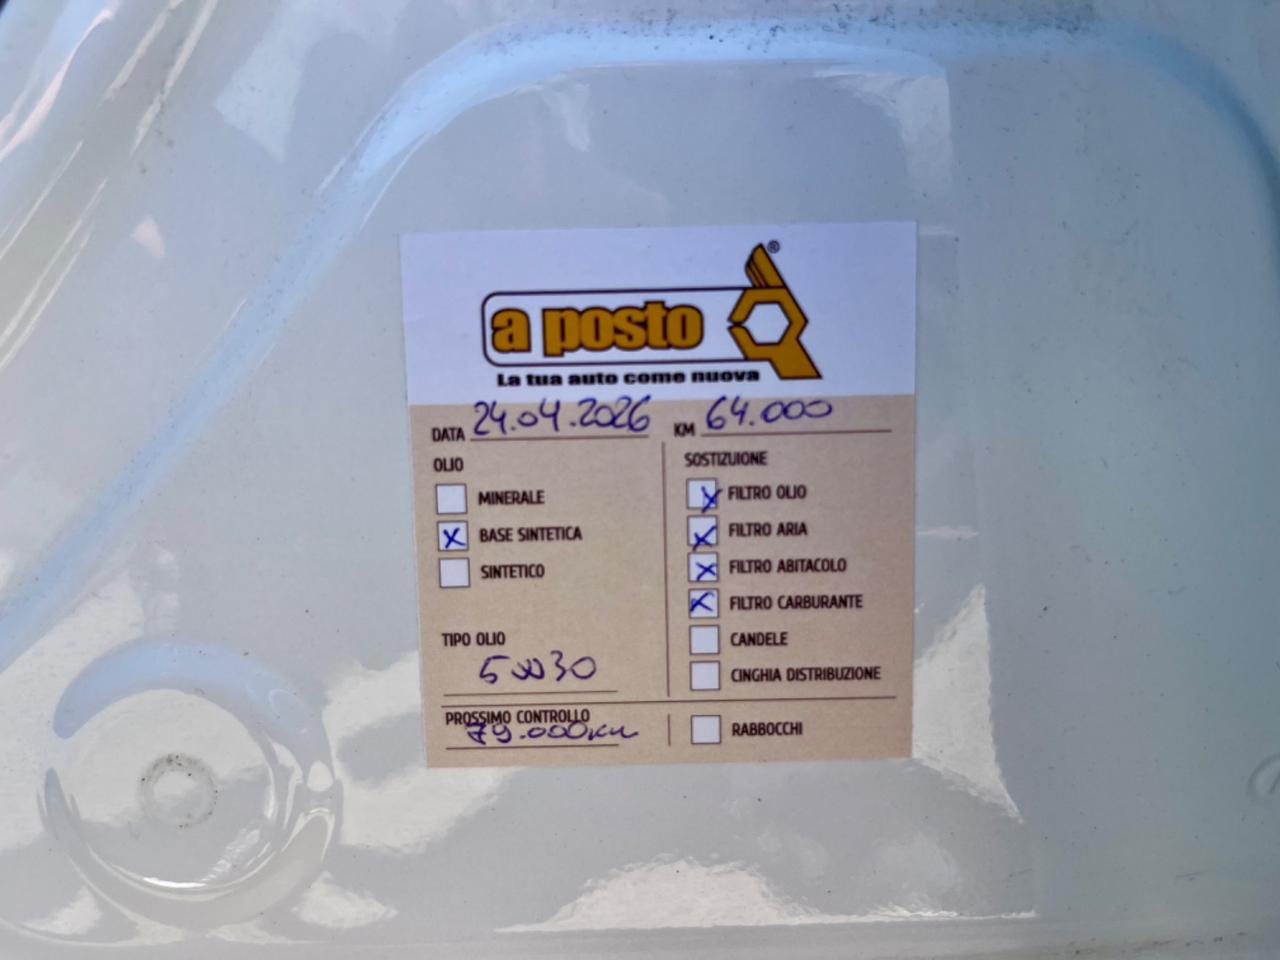 ®
a posto
La tua auto come nuova
DATA 24.04.2026 KM 64.000
OLIO
MINERALE
X BASE SINTETICA
SINTETICO
TIPO OLIO
5W30
PROSSIMO CONTROLLO
79.000km
SOSTIZUIONE
X FILTRO OLIO
X FILTRO ARIA
X FILTRO ABITACOLO
X FILTRO CARBURANTE
CANDELE
CINGHIA DISTRIBUZIONE
RABBOCCHI